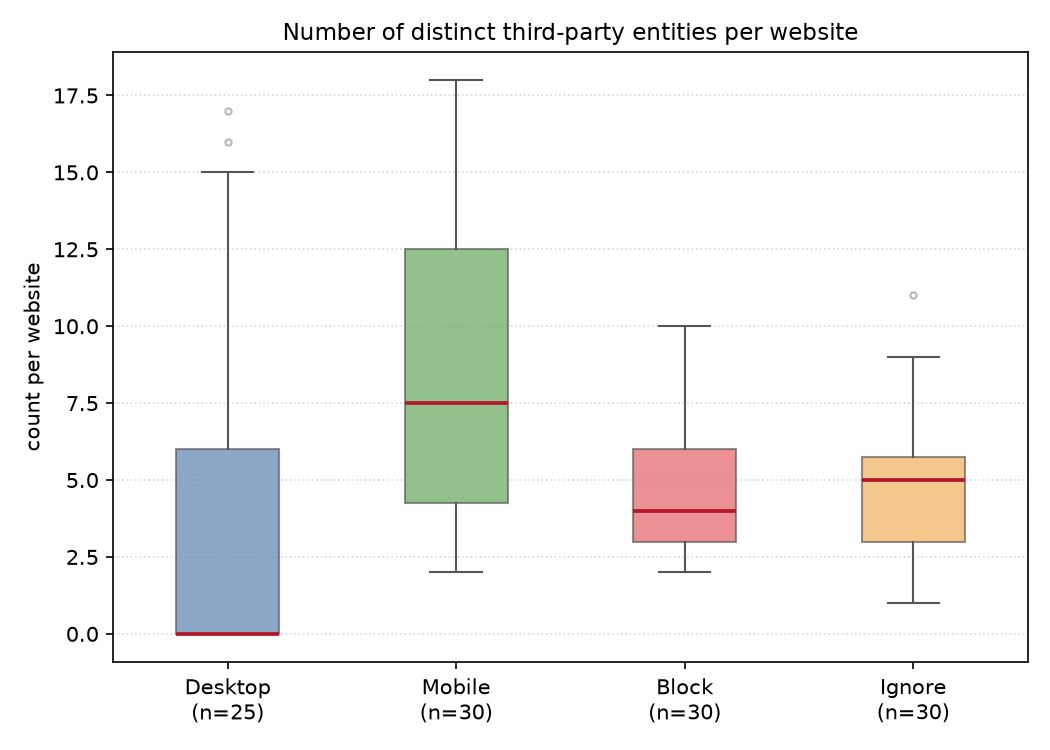 Number of distinct third-party entities per website
count per website
17.5
15.0
12.5
10.0
7.5
5.0
2.5
0.0
Desktop
(n=25)
Mobile
(n=30)
Block
(n=30)
Ignore
(n=30)